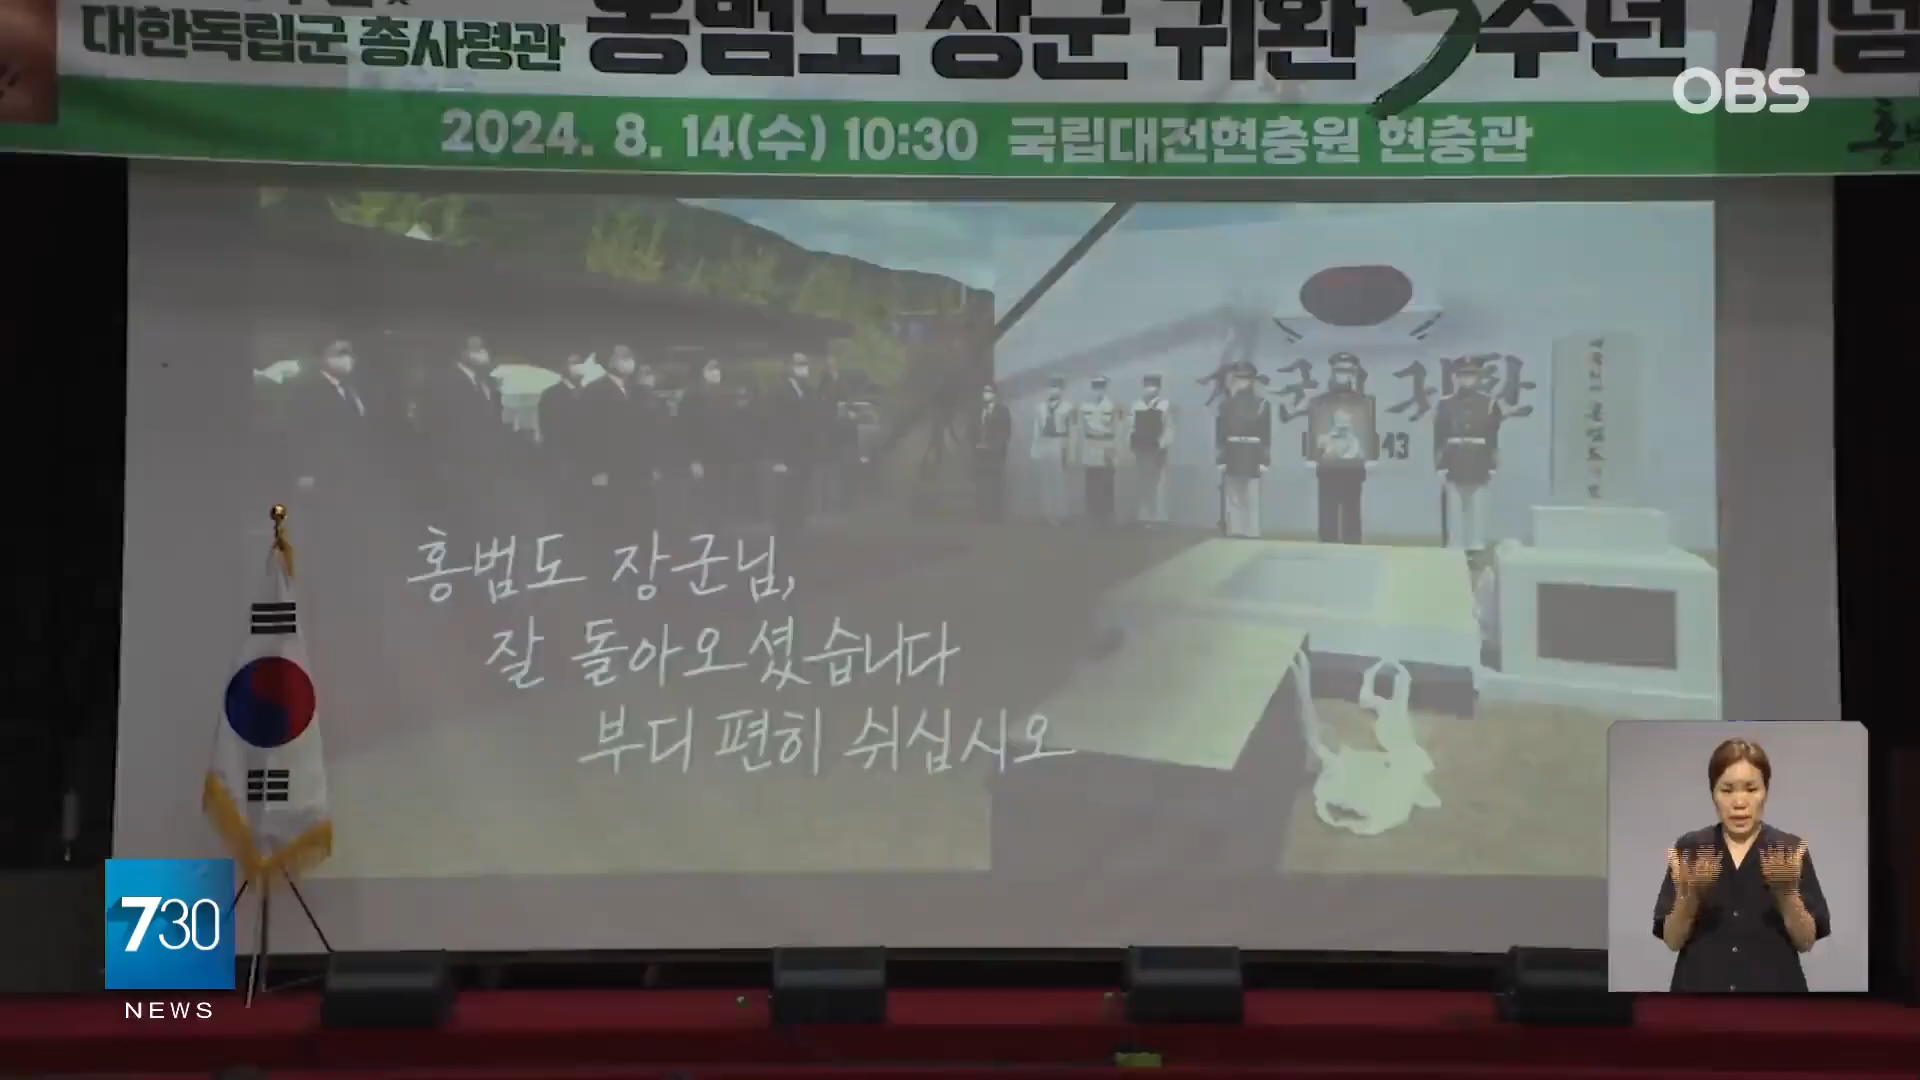 대한독립군 총사령관 홍범도 장군 귀환 3주년 기념
OBS
2024. 8. 14(수) 10:30 국립대전현충원 현충관
장군의 귀환
홍범도 장군님,
잘 돌아오셨습니다
부디 편히 쉬십시오
730
NEWS